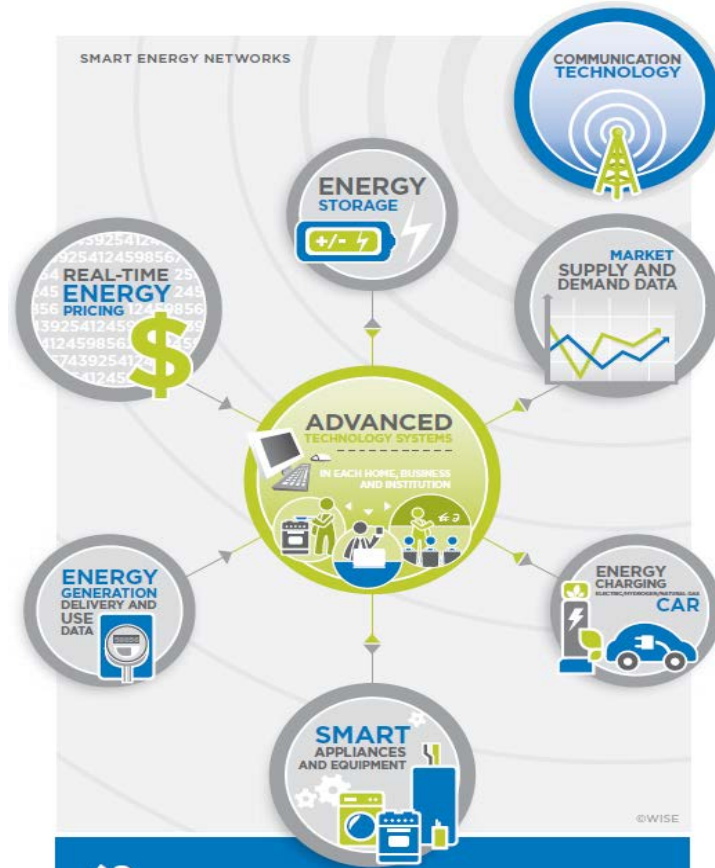 SMART ENERGY NETWORKS
COMMUNICATION
TECHNOLOGY
ENERGY
STORAGE
+/-
REAL-TIME
ENERGY
PRICING
$
MARKET
SUPPLY AND
DEMAND DATA
ADVANCED
TECHNOLOGY SYSTEMS
IN EACH HOME, BUSINESS
AND INSTITUTION
ENERGY
GENERATION
DELIVERY AND
USE
DATA
ENERGY
CHARGING
ELECTRIC/HYDROGEN/NATURAL GAS
CAR
SMART
APPLIANCES
AND EQUIPMENT
©WISE